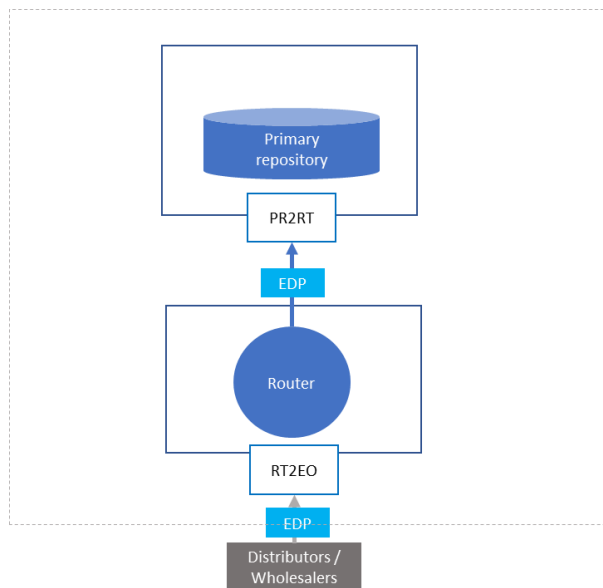 Primary
repository
PR2RT
EDP
Router
RT2EO
EDP
Distributors /
Wholesalers